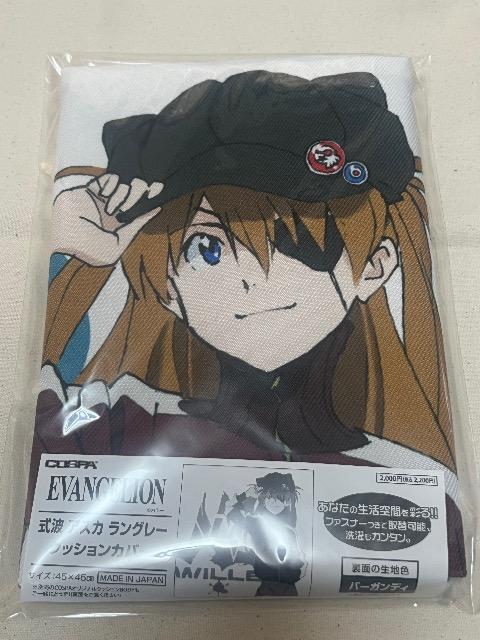 COSPA
EVANGELION
式波 アスカ ラングレー
クッションカバー
サイズ:45×45cm
MADE IN JAPAN
WILLE
2,000円(税込 2,200円)
あなたの生活空間を彩る!!
ファスナーつきで取替可能、
洗濯もカンタン。
裏面の生地色
バーガンディ
6